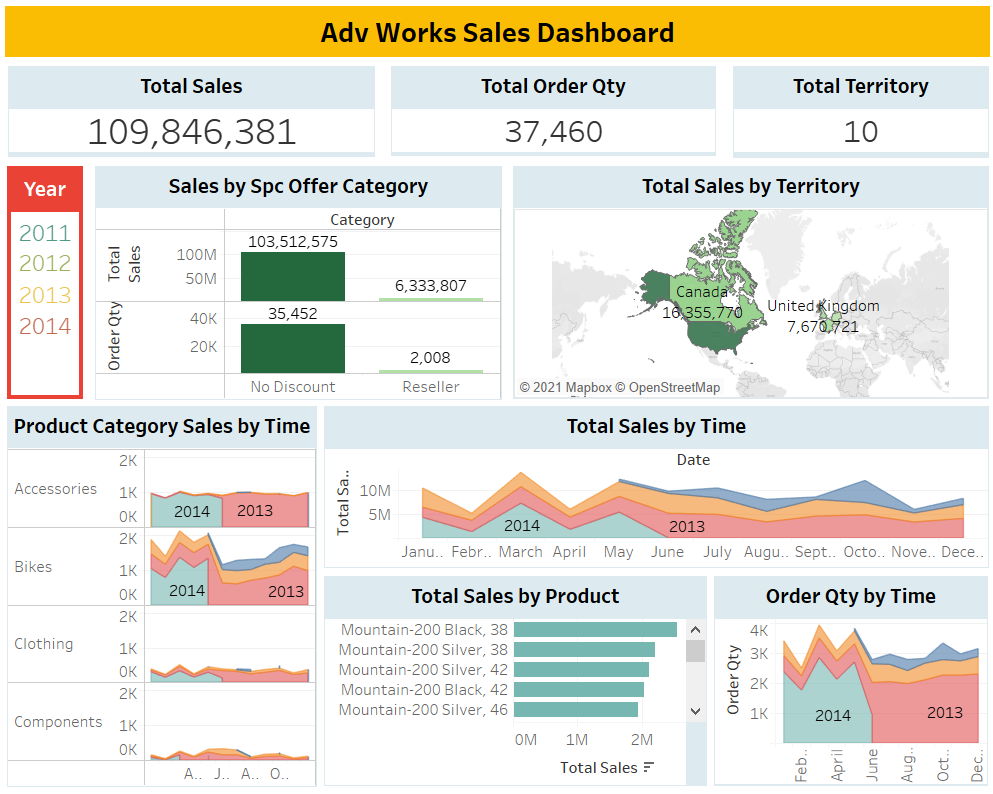 Adv Works Sales Dashboard
Total Sales
109,846,381
Total Order Qty
37,460
Total Territory
10
Year
2011
2012
2013
2014
Sales by Spc Offer Category
Category
Total Sales
100M
50M
103,512,575
6,333,807
Order Qty
40K
20K
35,452
2,008
No Discount
Reseller
Total Sales by Territory
Canada
16,355,770
United Kingdom
7,670,721
© 2021 Mapbox © OpenStreetMap
Product Category Sales by Time
Accessories
2K
1K
0K
2014
2013
Bikes
2K
1K
0K
2014
2013
Clothing
2K
1K
0K
Components
2K
1K
0K
A..
J..
A..
O..
Total Sales by Time
Date
Total Sa..
10M
5M
2014
2013
Janu..
Febr..
March
April
May
June
July
Augu..
Sept..
Octo..
Nove..
Dece..
Total Sales by Product
Mountain-200 Black, 38
Mountain-200 Silver, 38
Mountain-200 Silver, 42
Mountain-200 Black, 42
Mountain-200 Silver, 46
0M
1M
2M
Total Sales
Order Qty by Time
Order Qty
4K
3K
2K
1K
2014
2013
Feb..
April
June
Aug..
Oct..
Dec..